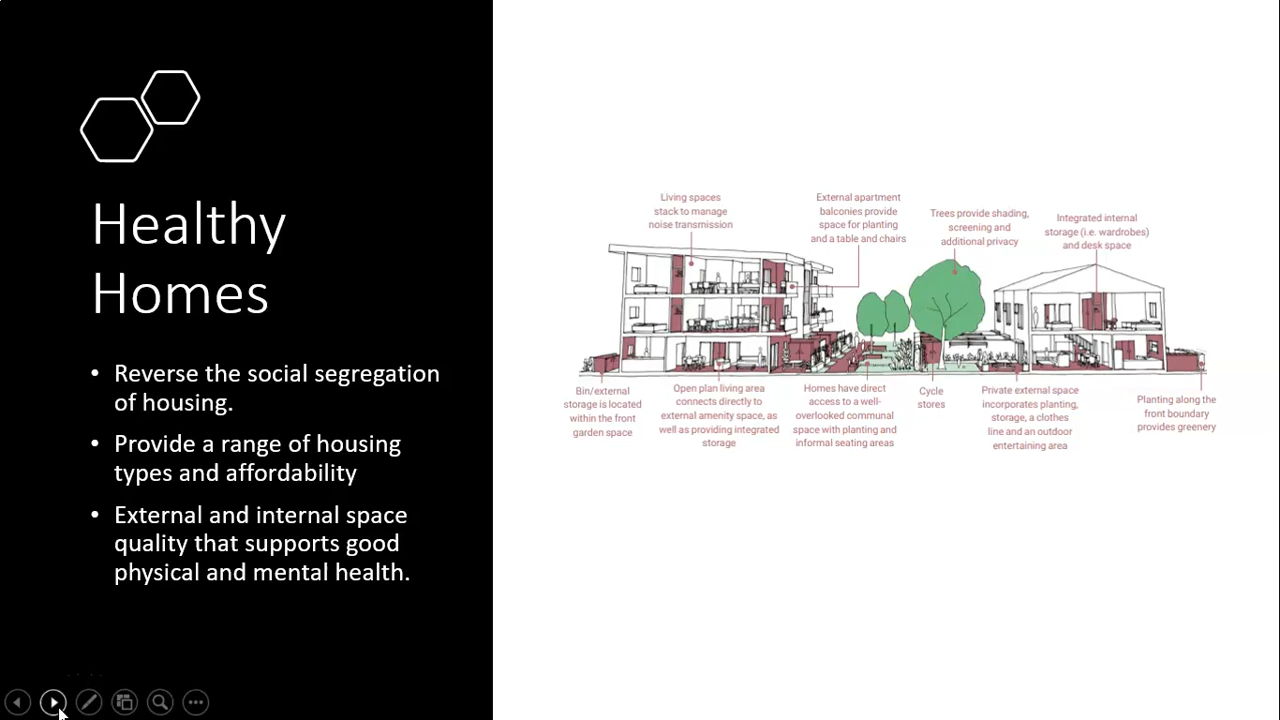 Healthy
Homes
• Reverse the social segregation
of housing.
• Provide a range of housing
types and affordability
• External and internal space
quality that supports good
physical and mental health.
Living spaces
stack to manage
noise transmission
External apartment
balconies provide
space for planting
and a table and chairs
Trees provide shading,
screening and
additional privacy
Integrated internal
storage (i.e. wardrobes)
and desk space
Bin/external
storage is located
within the front
garden space
Open plan living area
connects directly to
external amenity space, as
well as providing integrated
storage
Homes have direct
access to a well-
overlooked communal
space with planting and
informal seating areas
Cycle
stores
Private external space
incorporates planting,
storage, a clothes
line and an outdoor
entertaining area
Planting along the
front boundary
provides greenery